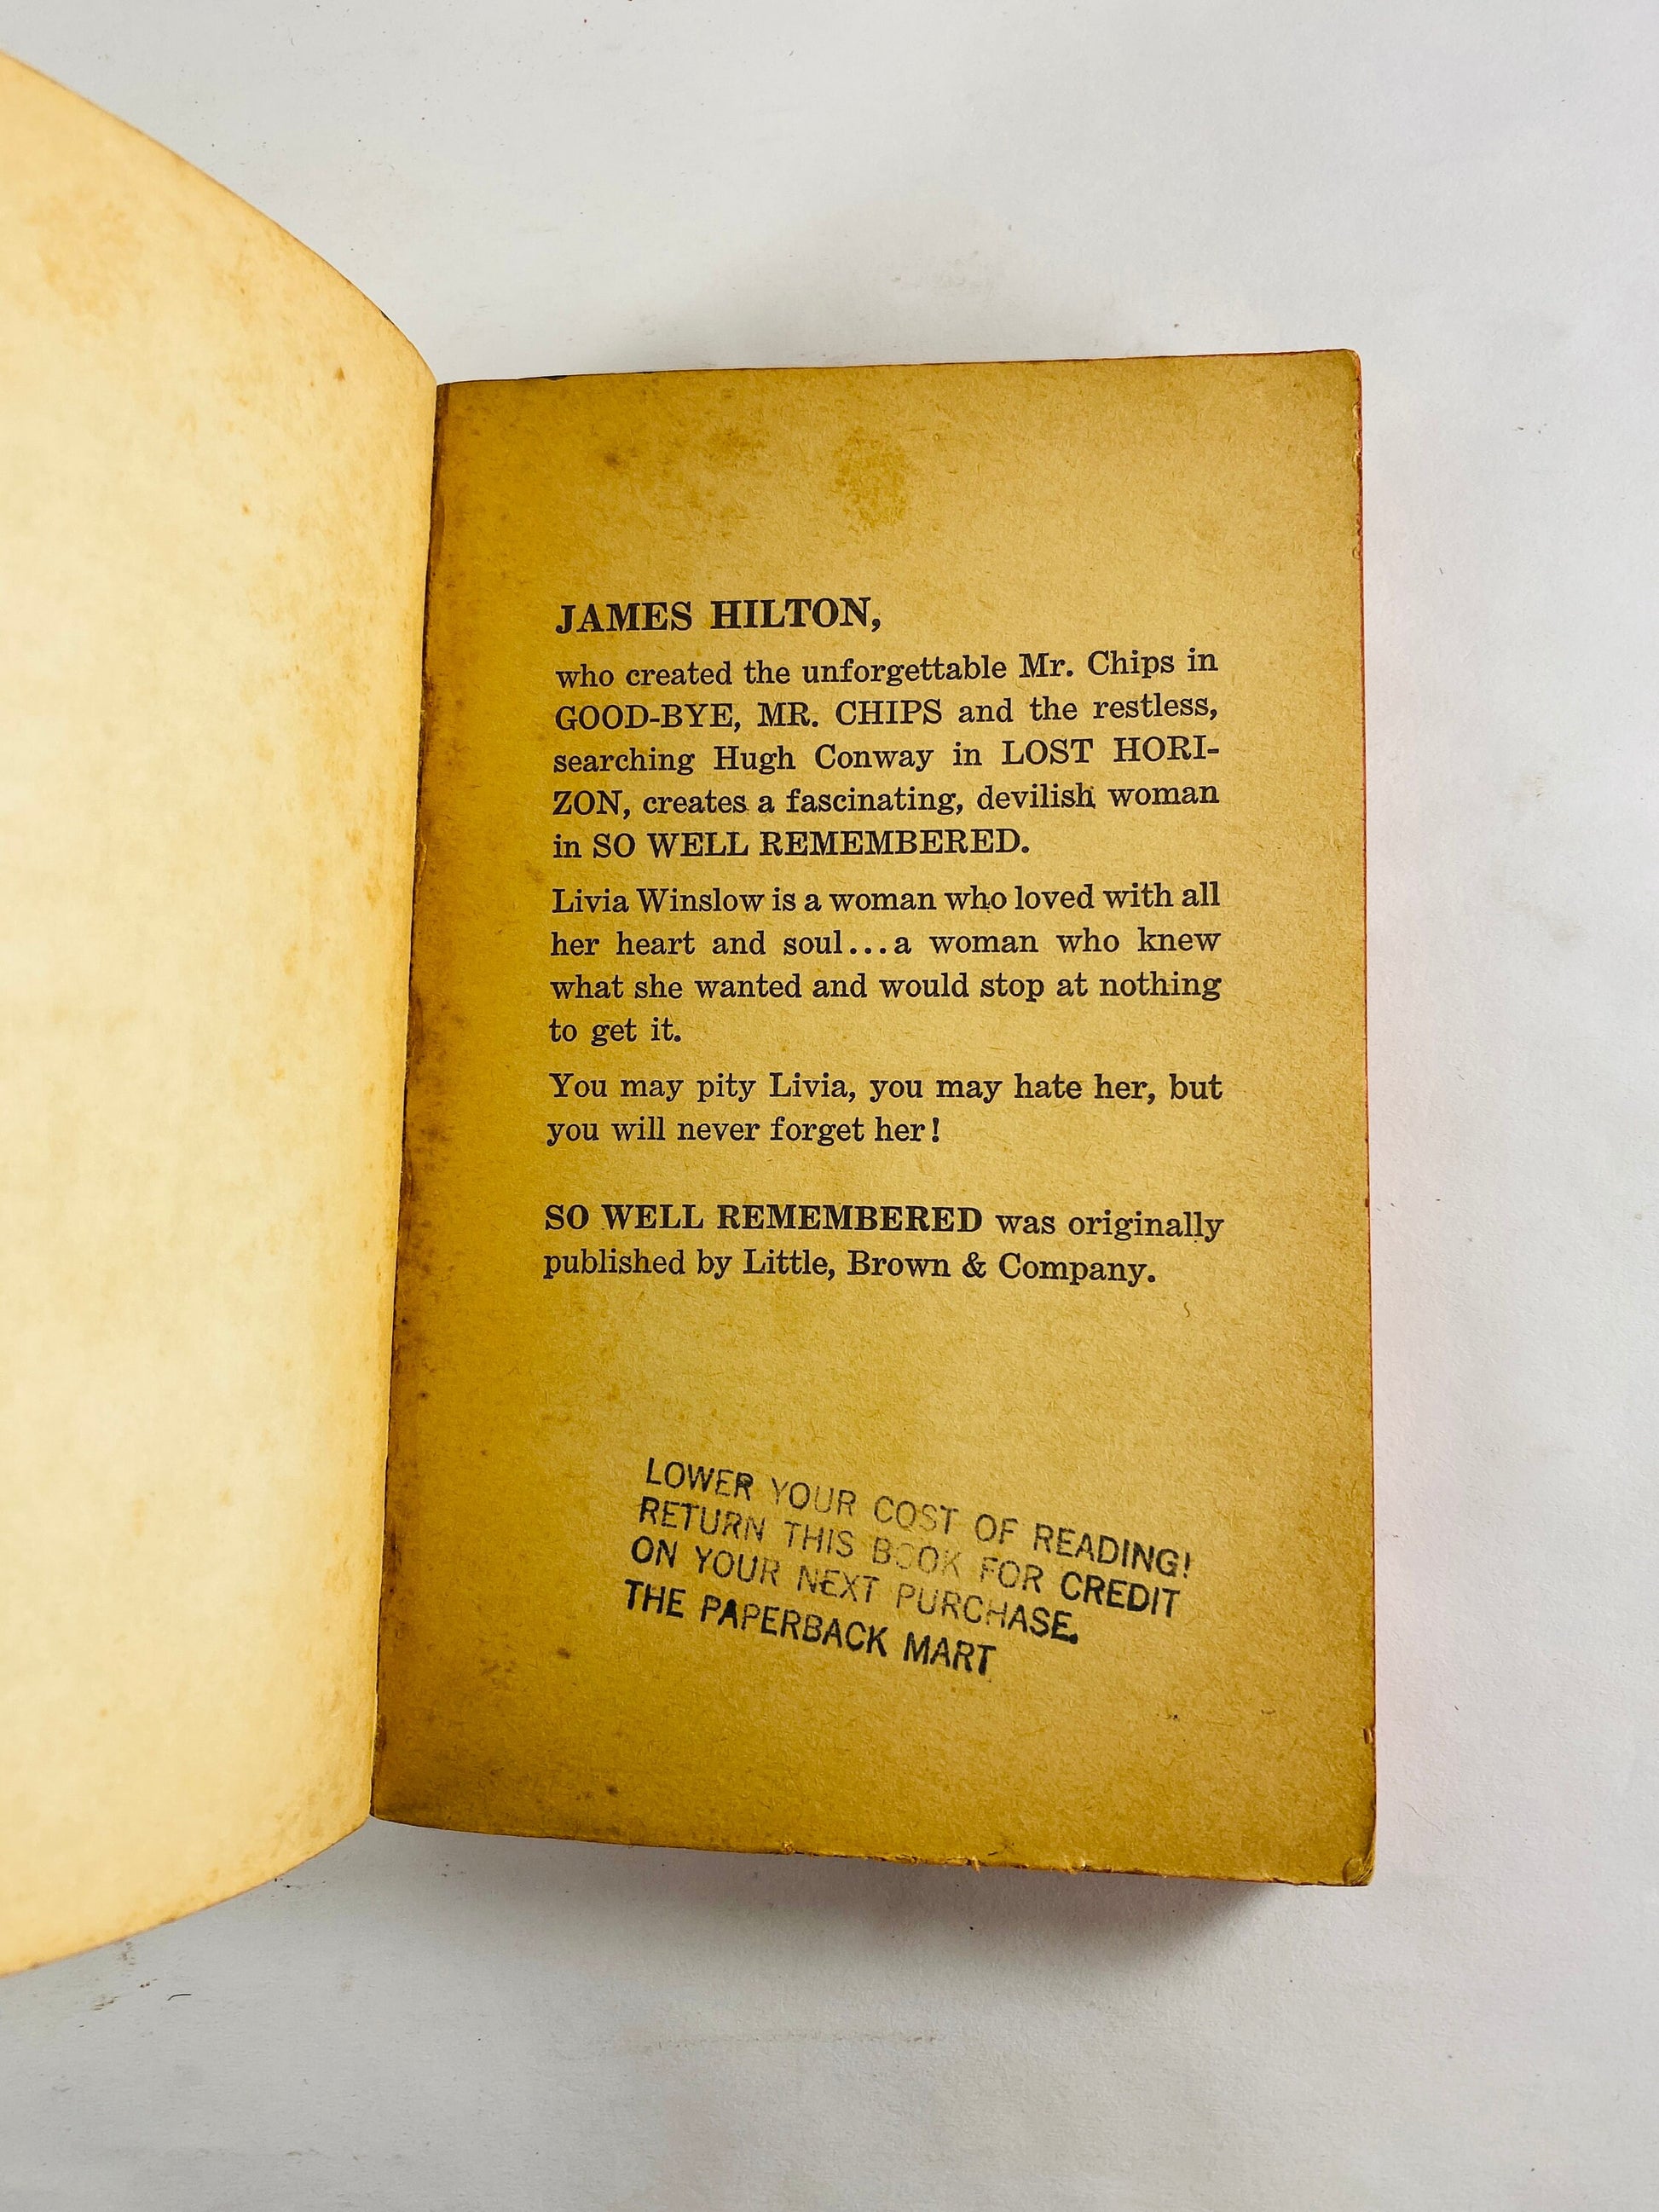 JAMES HILTON,
who created the unforgettable Mr. Chips in
GOOD-BYE, MR. CHIPS and the restless,
searching Hugh Conway in LOST HORI-
ZON, creates a fascinating, devilish woman
in SO WELL REMEMBERED.
Livia Winslow is a woman who loved with all
her heart and soul...a woman who knew
what she wanted and would stop at nothing
to get it.
You may pity Livia, you may hate her, but
you will never forget her!
SO WELL REMEMBERED was originally
published by Little, Brown & Company.
LOWER YOUR COST OF READING!
RETURN THIS BOOK FOR CREDIT
ON YOUR NEXT PURCHASE.
THE PAPERBACK MART